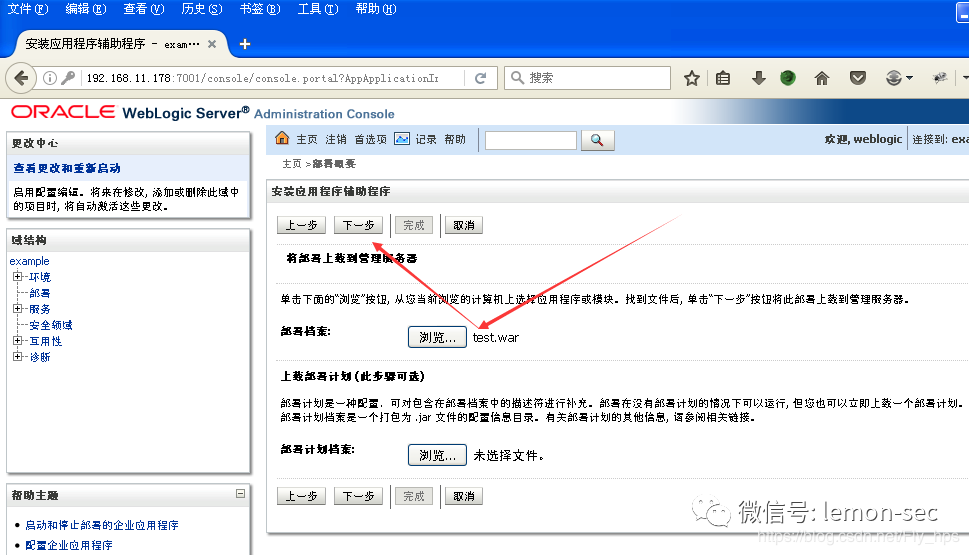 文件(F) 编辑(E) 查看(V) 历史(S) 书签(B) 工具(T) 帮助(H)
安装应用程序辅助程序 - exam… × +
192.168.11.178:7001/console/console.portal?AppApplicationIr
搜索
ORACLE WebLogic Server® Administration Console
更改中心
查看更改和重新启动
启用配置编辑。将来在修改, 添加或删除此域中
的项目时, 将自动激活这些更改。
域结构
example
环境
部署
服务
安全领域
互用性
诊断
帮助主题
启动和停止部署的企业应用程序
配置企业应用程序
主页 注销 首选项 记录 帮助
欢迎, weblogic 连接到: exa
主页 >部署概要
安装应用程序辅助程序
上一步 下一步 完成 取消
将部署上载到管理服务器
单击下面的“浏览”按钮, 从您当前浏览的计算机上选择应用程序或模块。找到文件后, 单击“下一步”按钮将此部署上载到管理服务器。
部署档案: 浏览... test.war
上载部署计划 (此步骤可选)
部署计划是一种配置, 可对包含在部署档案中的描述符进行补充。部署在没有部署计划的情况下可以运行, 但您也可以立即上载一个部署计划。
部署计划档案是一个打包为 .jar 文件的配置信息目录。有关部署计划的其他信息, 请参阅相关链接。
部署计划档案: 浏览... 未选择文件。
上一步 下一步 完成 取消
微信号: lemon-sec
https://blog.csdn.net/Fly_hps